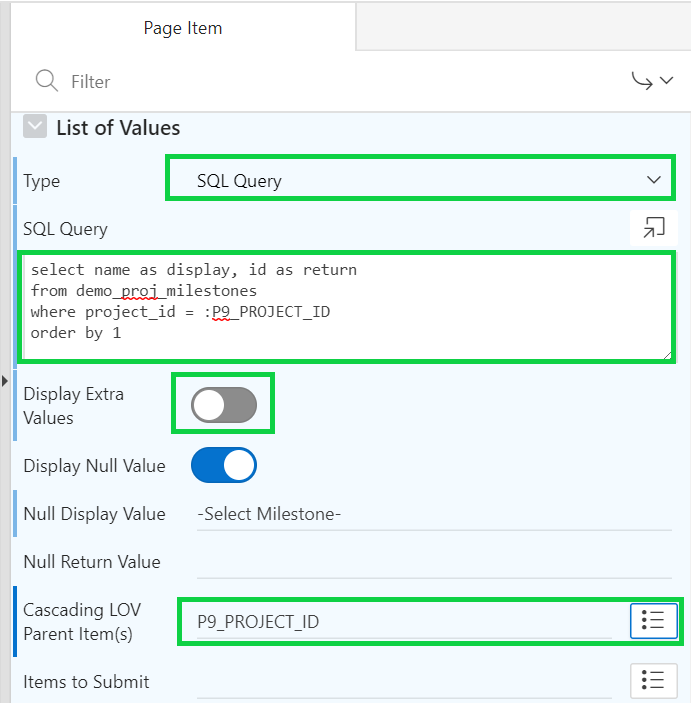 Page Item
Filter
List of Values
Type
SQL Query
SQL Query
select name as display, id as return
from demo_proj_milestones
where project_id = :P9_PROJECT_ID
order by 1
Display Extra
Values
Display Null Value
Null Display Value
-Select Milestone-
Null Return Value
Cascading LOV
Parent Item(s)
P9_PROJECT_ID
Items to Submit